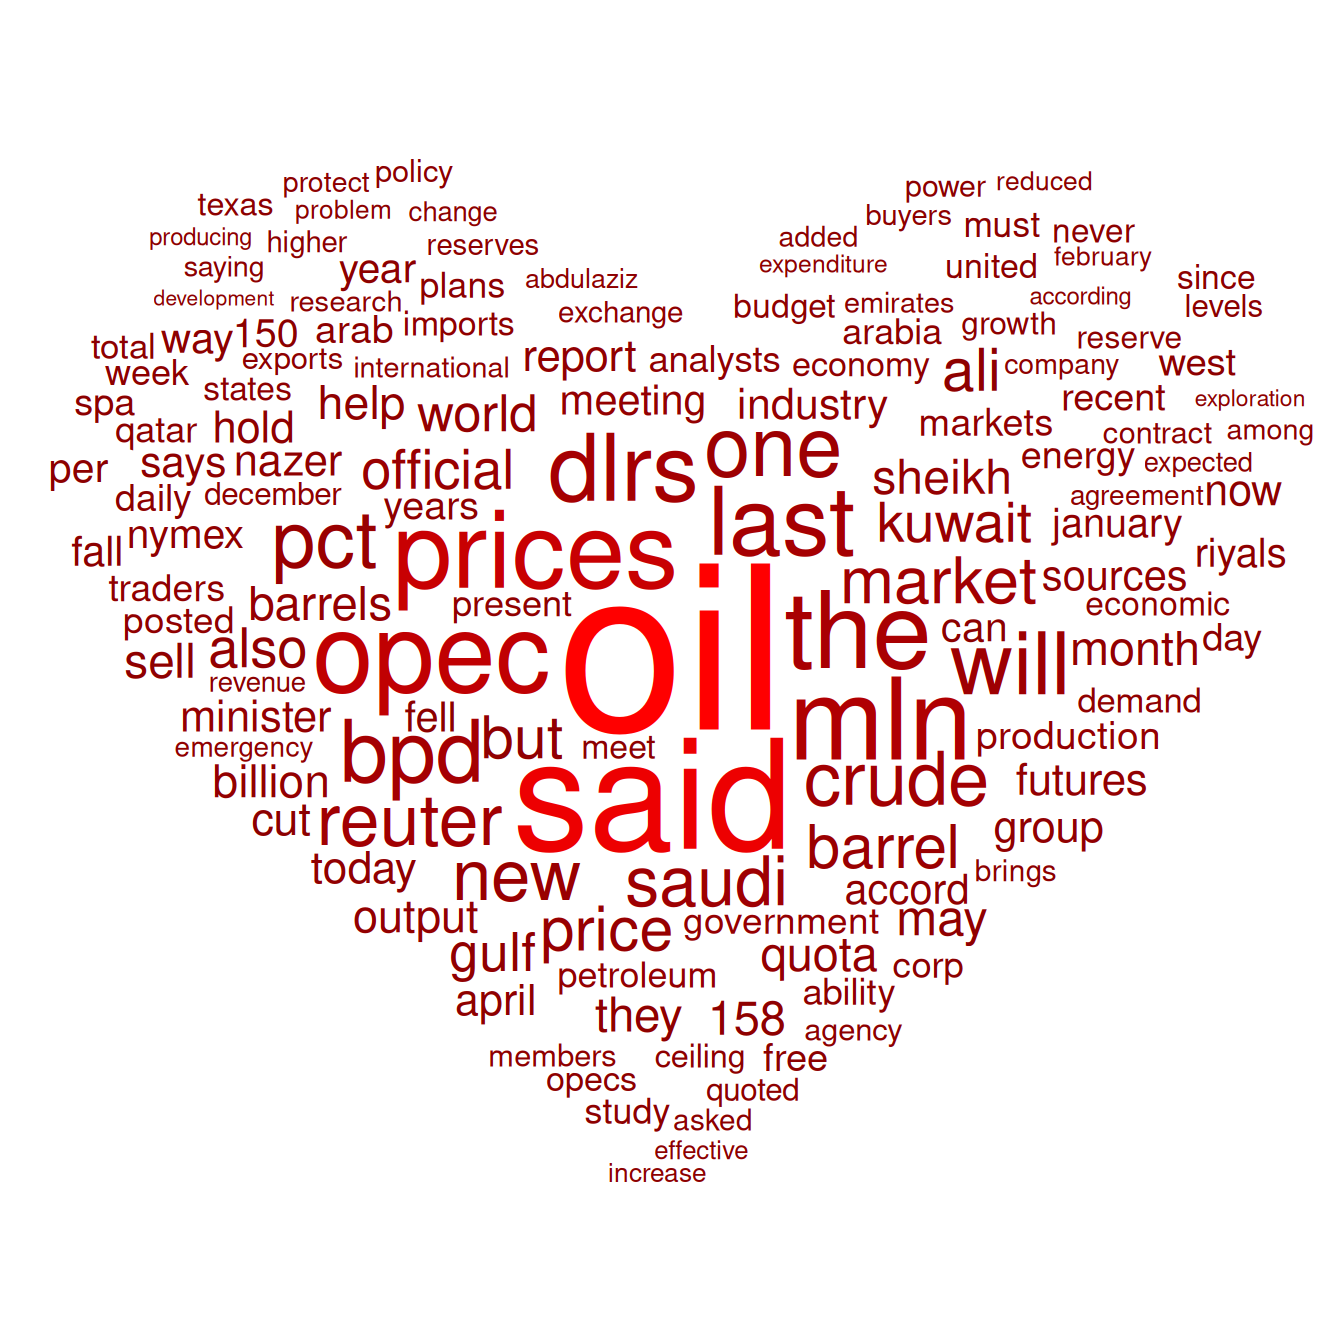 protect policy power reduced
texas problem change buyers must never
producing higher reserves added
saying year plans abdulaziz expenditure united february since
development research exchange budget emirates according levels
total way 150 arab imports arabia growth reserve
week exports international report analysts economy ali company west
spa states help world meeting industry markets recent exploration
qatar hold dlrs one contract among
per says nazer official sheikh energy expected
daily december years last kuwait agreement now
fall nymex pct prices january riyals
traders barrels present market sources economic
posted oil the can
sell also opec will month day
revenue
minister fell mln demand
emergency bpd but meet production
billion said crude futures
cut reuter group
today new saudi barrel brings
accord
output price government may
gulf quota corp
petroleum
april they 158 ability
agency
members ceiling free
opecs quoted
study asked
effective
increase